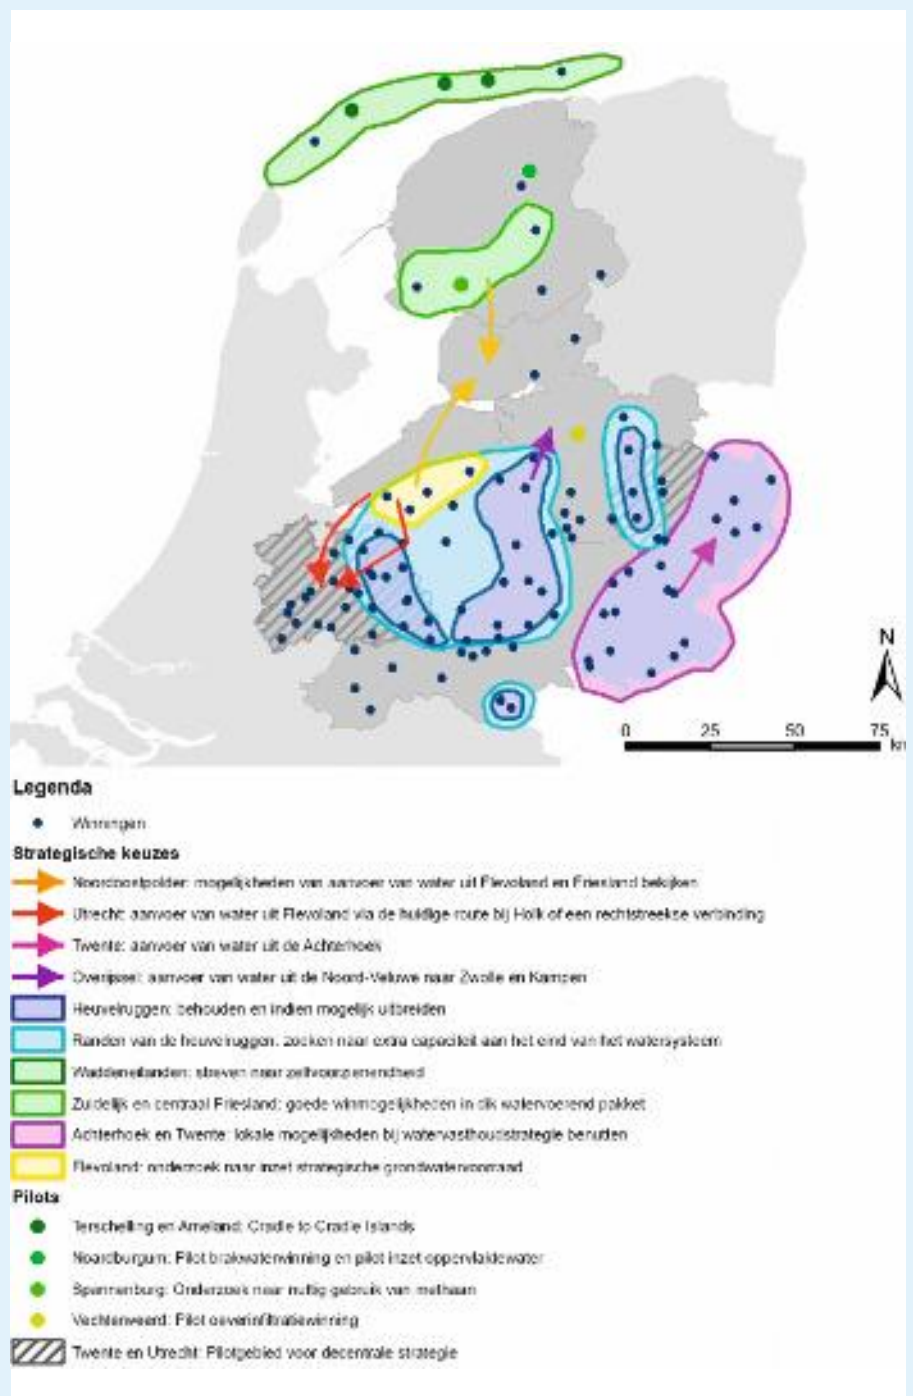 N
0 25 50 75
km
Legenda
Winningen
Strategische keuzes
Noordoostpolder: mogelijkheden van aanvoer van water uit Flevoland en Friesland bekijken
Utrecht: aanvoer van water uit Flevoland via de huidige route bij Holk of een rechtstreekse verbinding
Twente: aanvoer van water uit de Achterhoek
Overijssel: aanvoer van water uit de Noord-Veluwe naar Zwolle en Kampen
Heuvelruggen: behouden en indien mogelijk uitbreiden
Randen van de heuvelruggen: zoeken naar extra capaciteit aan het eind van het watersysteem
Waddeneilanden: streven naar zelfvoorzienendheid
Zuidelijk en centraal Friesland: goede winmogelijkheden in dik watervoerend pakket
Achterhoek en Twente: lokale mogelijkheden bij watervasthoudstrategie benutten
Flevoland: onderzoek naar inzet strategische grondwatervoorraad
Pilots
Terschelling en Ameland: Cradle to Cradle Islands
Noardburgum: Pilot brakwaterwinning en pilot inzet oppervlaktewater
Spannenburg: Onderzoek naar nuttig gebruik van methaan
Vechterweerd: Pilot oeverinfiltratiewinning
Twente en Utrecht: Pilotgebied voor decentrale strategie